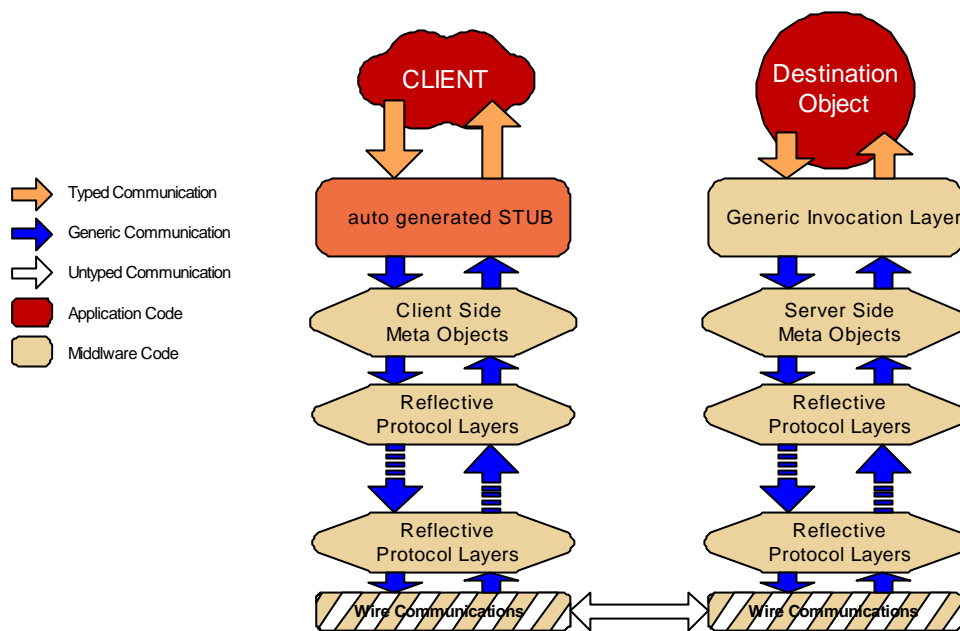 CLIENT
Destination
Object
Typed Communication
Generic Communication
Untyped Communication
Application Code
Middlware Code
auto generated STUB
Generic Invocation Layer
Client Side
Meta Objects
Server Side
Meta Objects
Reflective
Protocol Layers
Reflective
Protocol Layers
Reflective
Protocol Layers
Reflective
Protocol Layers
Wire Communications
Wire Communications